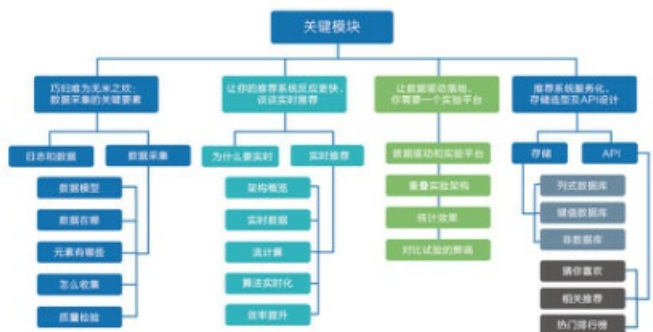 关键模块
巧妇难为无米之炊:
数据采集的关键要素
让你的推荐系统反应更快,
谈谈实时推荐
让数据驱动落地,
你需要一个实验平台
推荐系统服务化、
存储选型及API设计
日志和数据
数据采集
为什么要实时
实时推荐
数据驱动和实验平台
存储
API
数据模型
数据在哪
元素有哪些
怎么收集
质量检验
架构概览
实时数据
流计算
算法实时化
效率提升
重叠实验架构
统计效果
对比试验的弊端
列式数据库
键值数据库
非数据库
猜你喜欢
相关推荐
热门排行榜